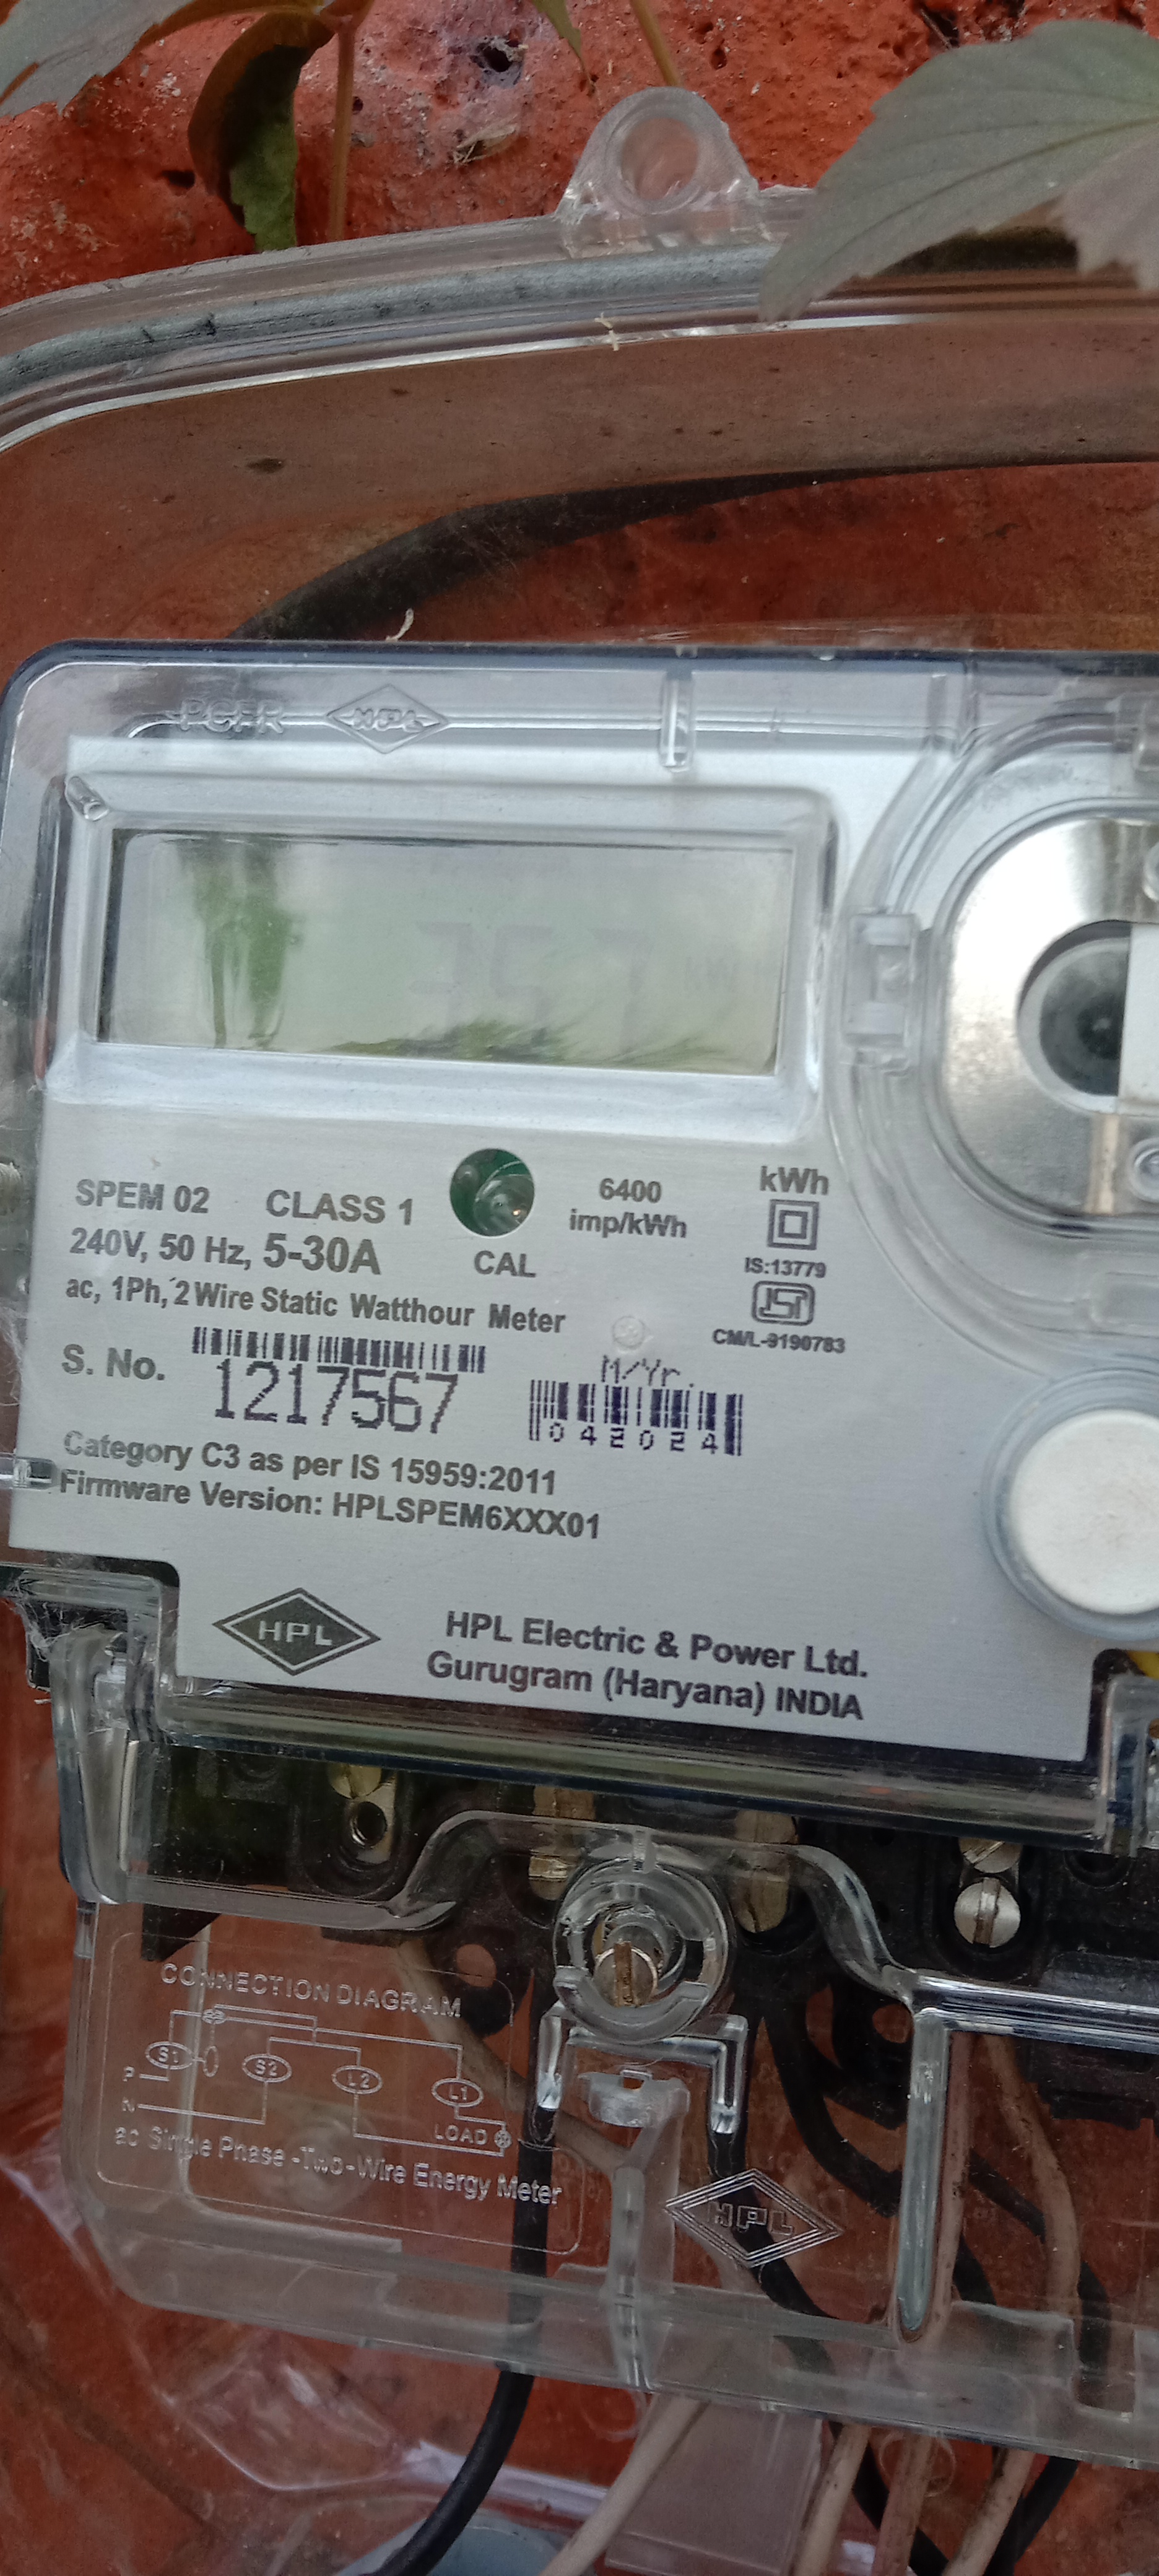 HPL
SPEM 02 CLASS 1
240V, 50 Hz, 5-30A
ac, 1Ph, 2 Wire Static Watthour Meter
CAL
6400
imp/kWh
kWh
IS:13779
ISI
CM/L-9190783
S. No. 1217567
M/Yr.
042024
Category C3 as per IS 15959:2011
Firmware Version: HPLSPEM6XXX01
HPL
HPL Electric & Power Ltd.
Gurugram (Haryana) INDIA
CONNECTION DIAGRAM
S1 S2 L2 L1
P
N
LOAD
ac Single Phase -Two-Wire Energy Meter
HPL